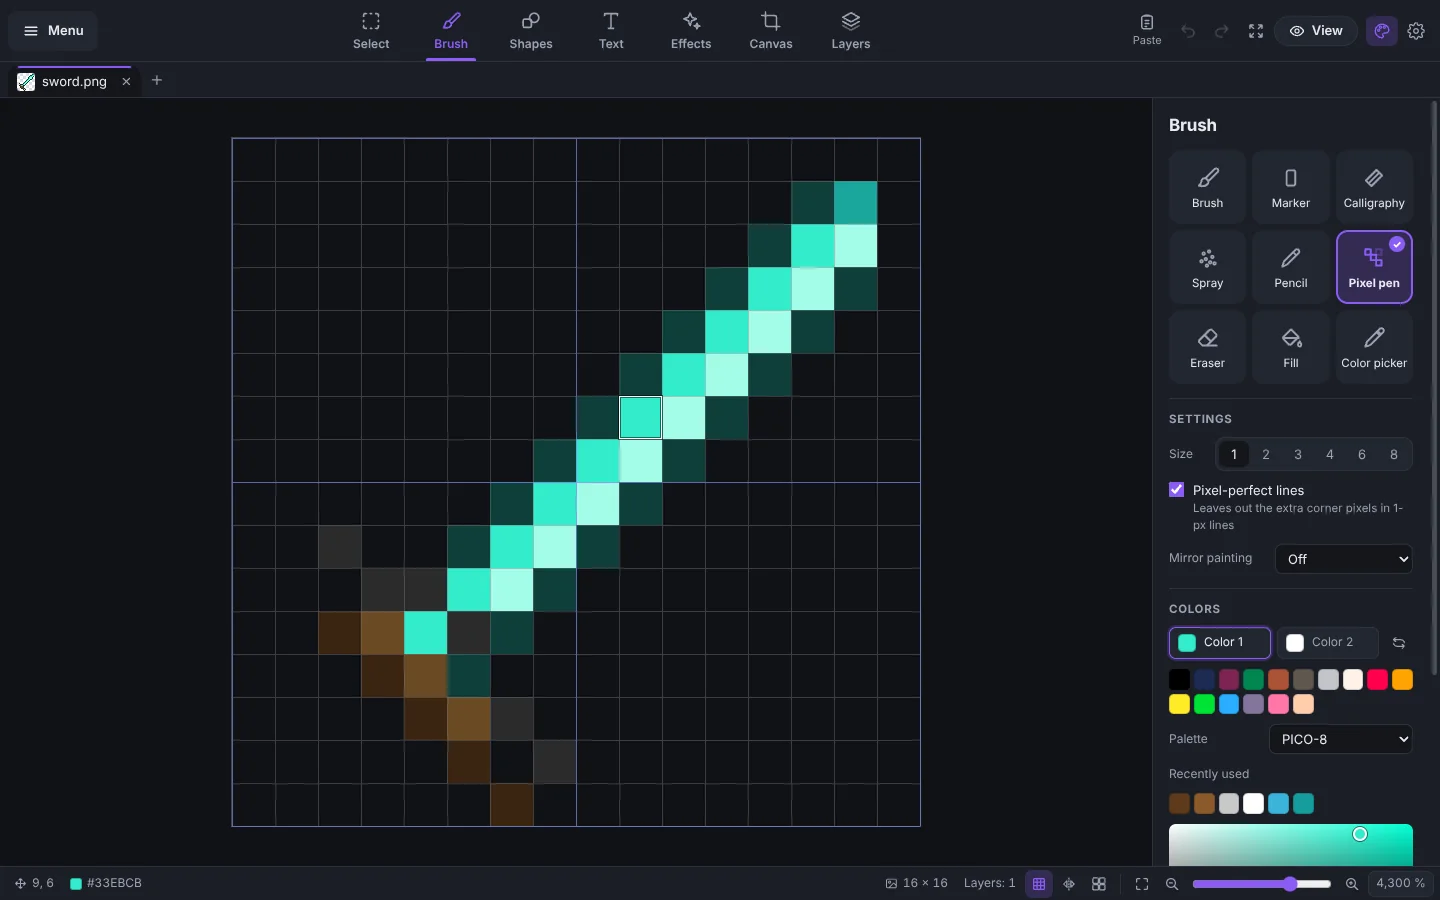 Menu
Select
Brush
Shapes
Text
Effects
Canvas
Layers
Paste
View
sword.png
Brush
Brush
Marker
Calligraphy
Spray
Pencil
Pixel pen
Eraser
Fill
Color picker
SETTINGS
Size
1
2
3
4
6
8
Pixel-perfect lines
Leaves out the extra corner pixels in 1-
px lines
Mirror painting
Off
COLORS
Color 1
Color 2
Palette
PICO-8
Recently used
9, 6
#33EBCB
16 × 16
Layers: 1
4,300 %